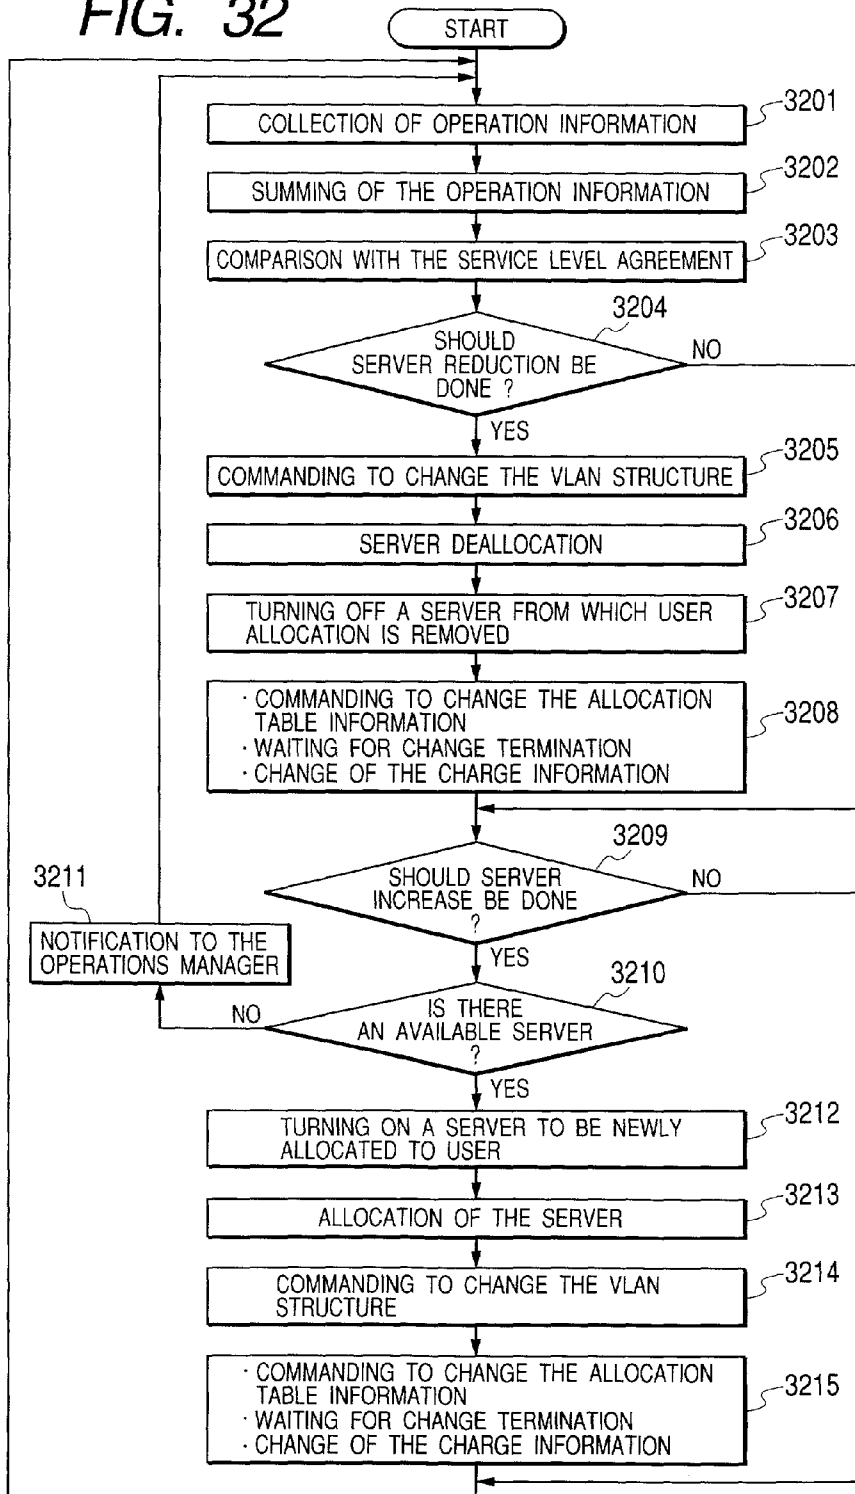 FIG. 32
START
3201
COLLECTION OF OPERATION INFORMATION
3202
SUMMING OF THE OPERATION INFORMATION
3203
COMPARISON WITH THE SERVICE LEVEL AGREEMENT
3204
SHOULD
SERVER REDUCTION BE
DONE ?
NO
YES
3205
COMMANDING TO CHANGE THE VLAN STRUCTURE
3206
SERVER DEALLOCATION
3207
TURNING OFF A SERVER FROM WHICH USER
ALLOCATION IS REMOVED
3208
· COMMANDING TO CHANGE THE ALLOCATION
TABLE INFORMATION
· WAITING FOR CHANGE TERMINATION
· CHANGE OF THE CHARGE INFORMATION
3209
SHOULD SERVER
INCREASE BE DONE
?
NO
YES
3211
NOTIFICATION TO THE
OPERATIONS MANAGER
3210
IS THERE
AN AVAILABLE SERVER
?
NO
YES
3212
TURNING ON A SERVER TO BE NEWLY
ALLOCATED TO USER
3213
ALLOCATION OF THE SERVER
3214
COMMANDING TO CHANGE THE VLAN
STRUCTURE
3215
· COMMANDING TO CHANGE THE ALLOCATION
TABLE INFORMATION
· WAITING FOR CHANGE TERMINATION
· CHANGE OF THE CHARGE INFORMATION